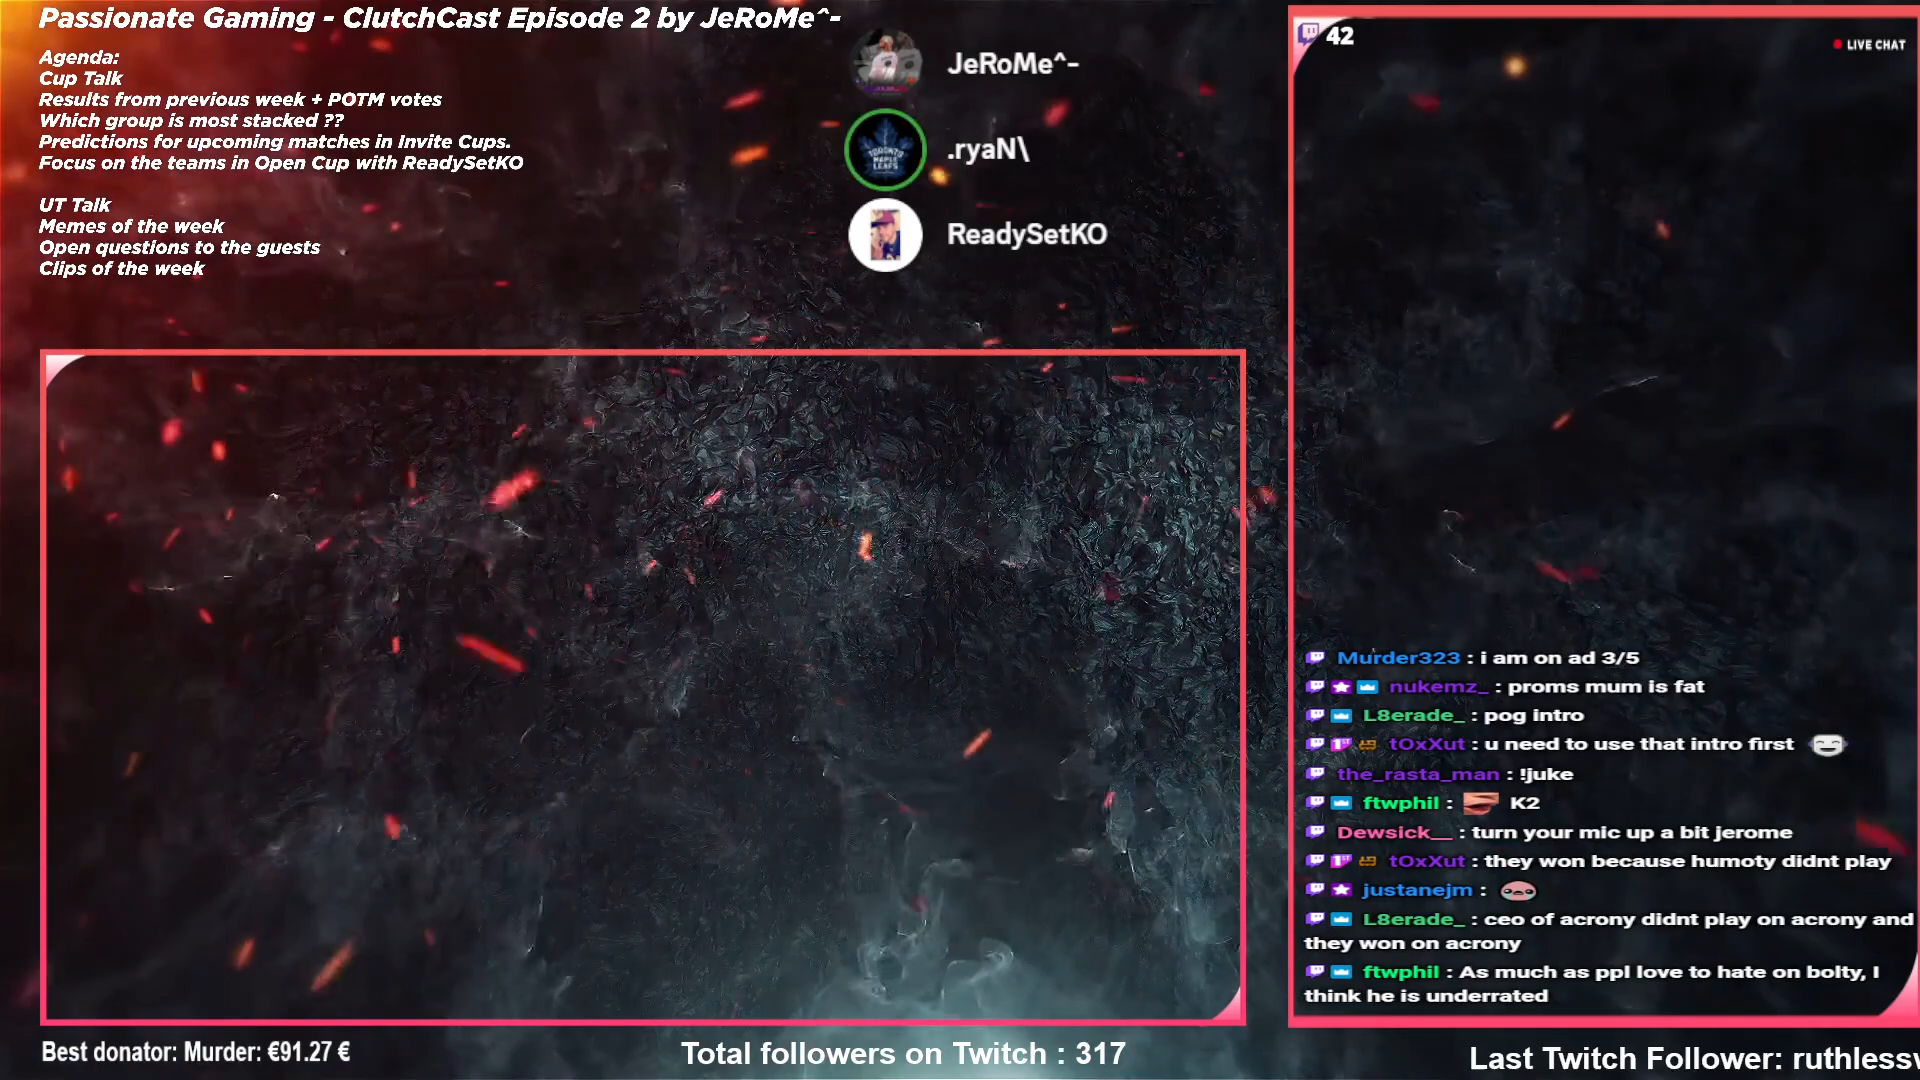 Passionate Gaming - ClutchCast Episode 2 by JeRoMe^-
Agenda:
Cup Talk
Results from previous week + POTM votes
Which group is most stacked ??
Predictions for upcoming matches in Invite Cups.
Focus on the teams in Open Cup with ReadySetKO
UT Talk
Memes of the week
Open questions to the guests
Clips of the week
JeRoMe^-
TORONTO MAPLE LEAFS
.ryaN\
ReadySetKO
42
LIVE CHAT
Murder323 : i am on ad 3/5
nukemz_ : proms mum is fat
L8erade_ : pog intro
tOxXut : u need to use that intro first
the_rasta_man : !juke
ftwphil : K2
Dewsick__ : turn your mic up a bit jerome
tOxXut : they won because humoty didnt play
justanejm :
L8erade_ : ceo of acrony didnt play on acrony and
they won on acrony
ftwphil : As much as ppl love to hate on bolty, I
think he is underrated
Best donator: Murder: €91.27 €
Total followers on Twitch : 317
Last Twitch Follower: ruthless